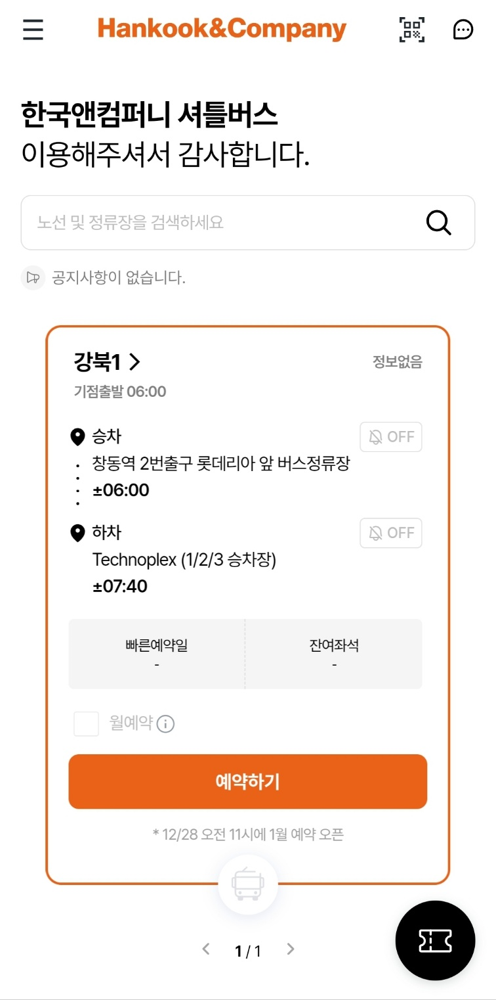 Hankook&Company
한국앤컴퍼니 셔틀버스
이용해주셔서 감사합니다.
노선 및 정류장을 검색하세요
공지사항이 없습니다.
강북1
정보없음
기점출발 06:00
승차
OFF
창동역 2번출구 롯데리아 앞 버스정류장
±06:00
하차
OFF
Technoplex (1/2/3 승차장)
±07:40
빠른예약일
잔여좌석
-
-
월예약
예약하기
* 12/28 오전 11시에 1월 예약 오픈
1 / 1